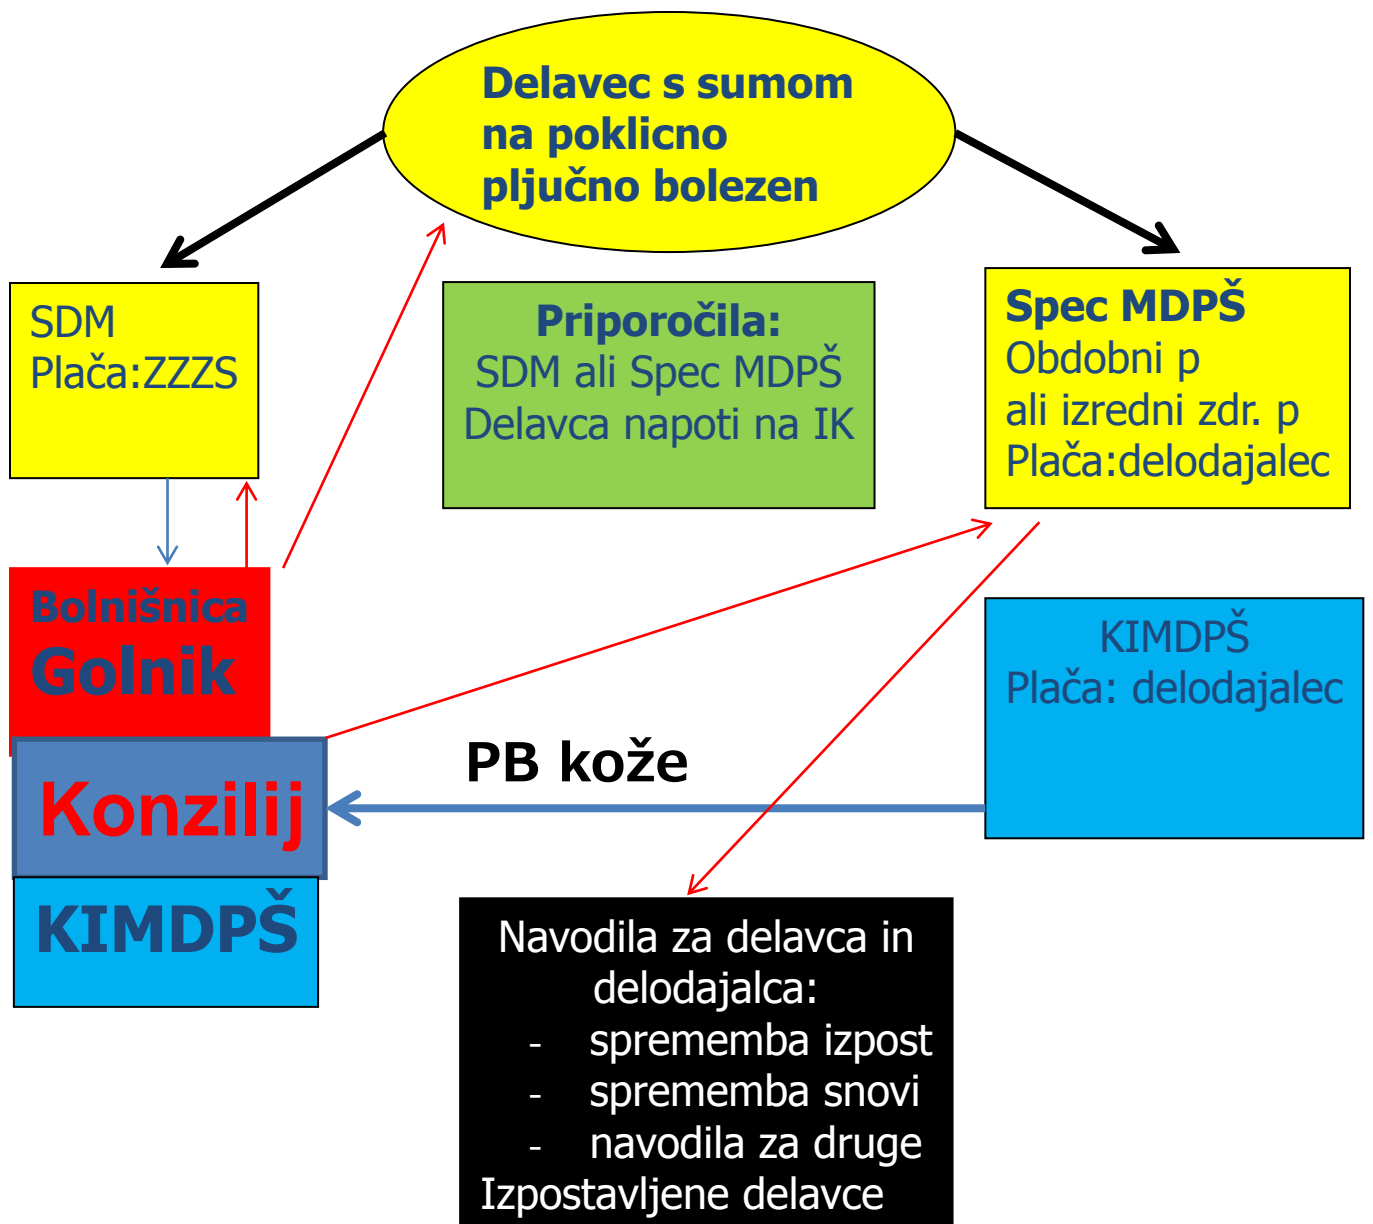 Delavec s sumom
na poklicno
pljučno bolezen
SDM
Plača:ZZZS
Priporočila:
SDM ali Spec MDPŠ
Delavca napoti na IK
Spec MDPŠ
Obdobni p
ali izredni zdr. p
Plača:delodajalec
Bolnišnica
Golnik
KIMDPŠ
Plača: delodajalec
PB kože
Konzilij
KIMDPŠ
Navodila za delavca in
delodajalca:
- sprememba izpost
- sprememba snovi
- navodila za druge
Izpostavljene delavce